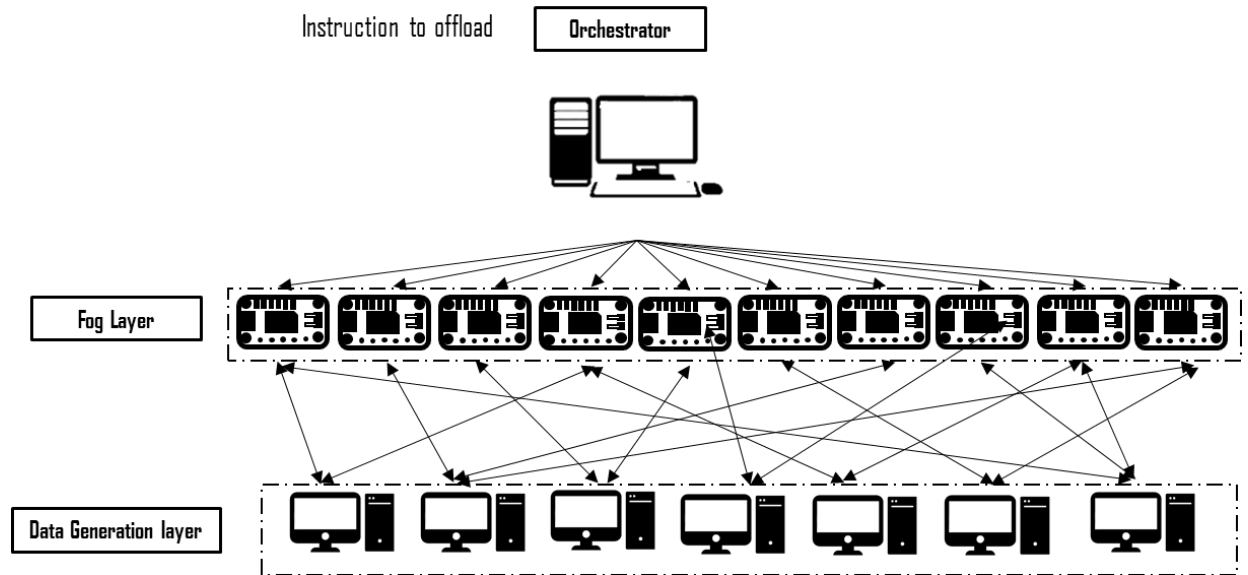 Instruction to offload
Orchestrator
Fog Layer
Data Generation layer